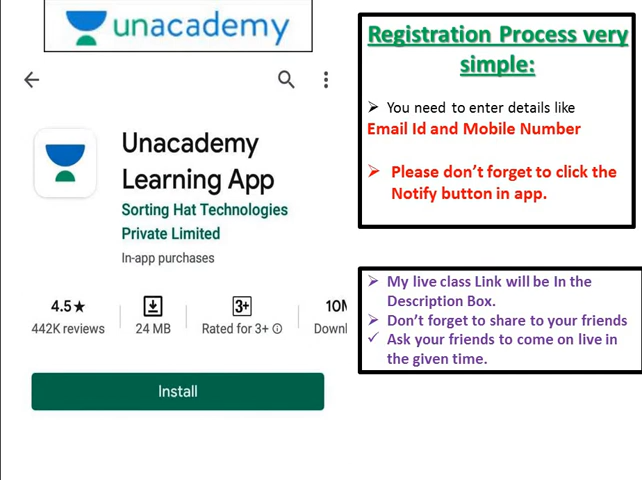 unacademy
Unacademy
Learning App
Sorting Hat Technologies
Private Limited
In-app purchases
4.5★
442K reviews
24 MB
3+
Rated for 3+
10M
Downl
Install
Registration Process very
simple:
You need to enter details like
Email Id and Mobile Number
Please don't forget to click the
Notify button in app.
My live class Link will be In the
Description Box.
Don't forget to share to your friends
Ask your friends to come on live in
the given time.